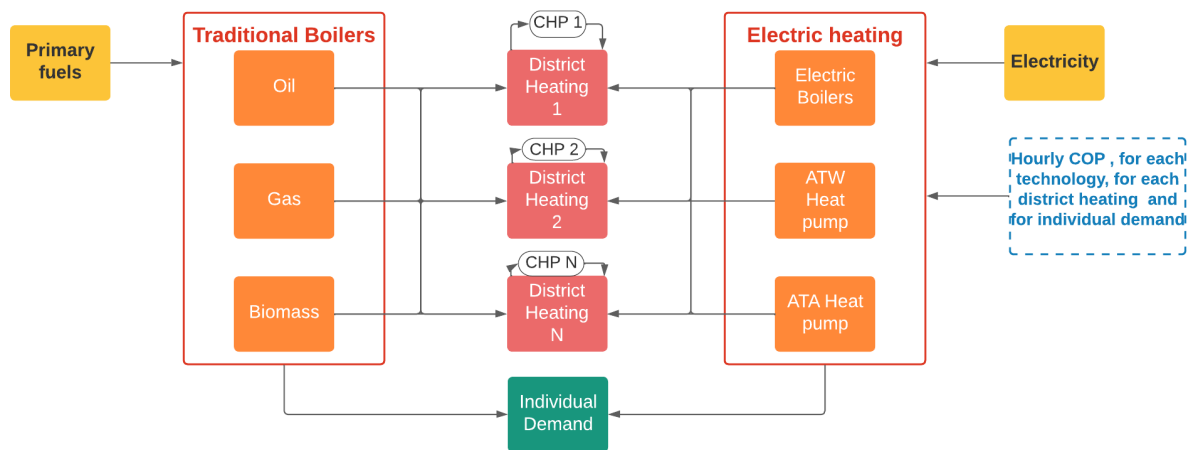 Primary
fuels
Traditional Boilers
Oil
Gas
Biomass
CHP 1
District
Heating
1
CHP 2
District
Heating
2
CHP N
District
Heating
N
Individual
Demand
Electric heating
Electric
Boilers
ATW
Heat
pump
ATA Heat
pump
Electricity
Hourly COP , for each
technology, for each
district heating and
for individual demand